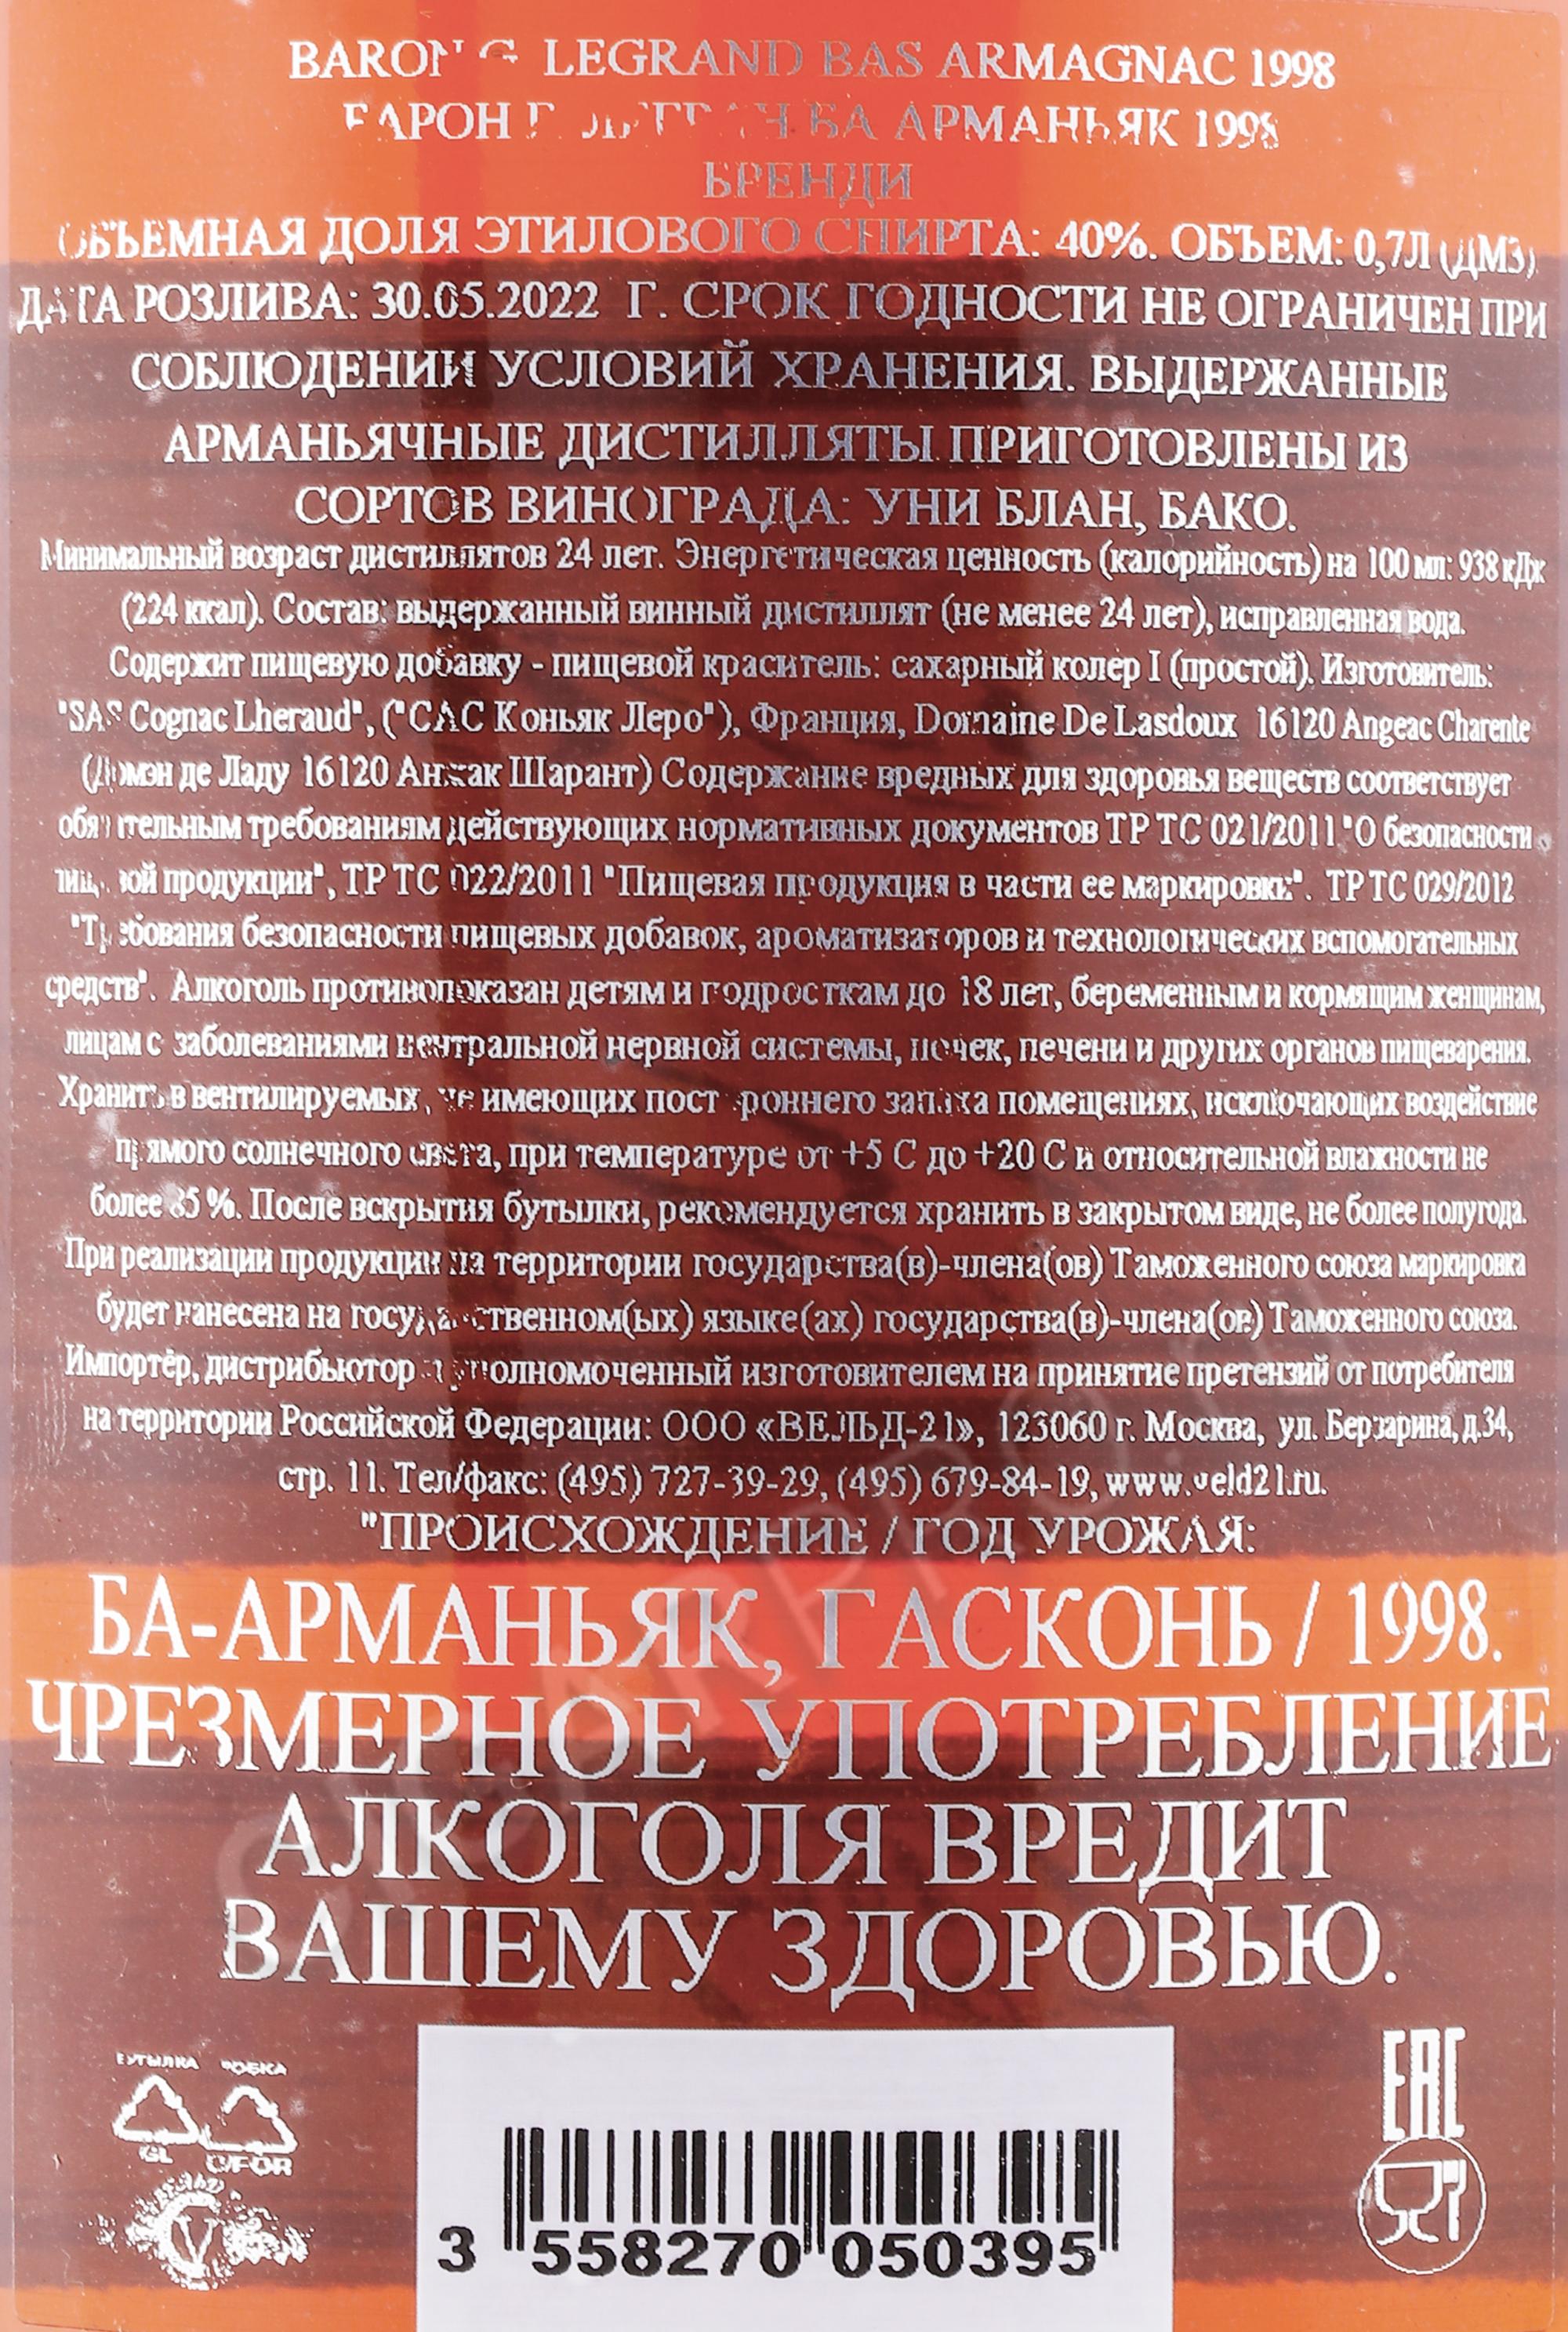 BARON G. LEGRAND BAS ARMAGNAC 1998
БАРОН Г. ЛЕГРАН БА АРМАНЬЯК 1998
БРЕНДИ
ОБЪЕМНАЯ ДОЛЯ ЭТИЛОВОГО СПИРТА: 40%. ОБЪЕМ: 0,7Л (ДМ3).
ДАТА РОЗЛИВА: 30.05.2022 Г. СРОК ГОДНОСТИ НЕ ОГРАНИЧЕН ПРИ
СОБЛЮДЕНИИ УСЛОВИЙ ХРАНЕНИЯ. ВЫДЕРЖАННЫЕ
АРМАНЬЯЧНЫЕ ДИСТИЛЛЯТЫ ПРИГОТОВЛЕНЫ ИЗ
СОРТОВ ВИНОГРАДА: УНИ БЛАН, БАКО.
Минимальный возраст дистиллятов 24 лет. Энергетическая ценность (калорийность) на 100 мл: 938 кДж
(224 ккал). Состав: выдержанный винный дистиллят (не менее 24 лет), исправленная вода.
Содержит пищевую добавку - пищевой краситель: сахарный колер I (простой). Изготовитель:
"SAS Cognac Lheraud", ("САС Коньяк Леро"), Франция, Domaine De Lasdoux 16120 Angeac Charente
(Домэн де Ладу 16120 Анжак Шарант) Содержание вредных для здоровья веществ соответствует
обязательным требованиям действующих нормативных документов ТР ТС 021/2011 "О безопасности
пищевой продукции", ТР ТС 022/2011 "Пищевая продукция в части ее маркировке". ТР ТС 029/2012
"Требования безопасности пищевых добавок, ароматизаторов и технологических вспомогательных
средств". Алкоголь противопоказан детям и подросткам до 18 лет, беременным и кормящим женщинам,
лицам с заболеваниями центральной нервной системы, почек, печени и других органов пищеварения.
Хранить в вентилируемых, не имеющих постороннего запаха помещениях, исключающих воздействие
прямого солнечного света, при температуре от +5 С до +20 С и относительной влажности не
более 85 %. После вскрытия бутылки, рекомендуется хранить в закрытом виде, не более полугода.
При реализации продукции на территории государства(в)-члена(ов) Таможенного союза маркировка
будет нанесена на государственном(ых) языке(ах) государства(в)-члена(ов) Таможенного союза.
Импортёр, дистрибьютор и уполномоченный изготовителем на принятие претензий от потребителя
на территории Российской Федерации: ООО «ВЕЛЬД-21», 123060 г. Москва, ул. Берзарина, д.34,
стр. 11. Тел/факс: (495) 727-39-29, (495) 679-84-19, www.veld21.ru.
"ПРОИСХОЖДЕНИЕ / ГОД УРОЖАЯ:
БА-АРМАНЬЯК, ГАСКОНЬ / 1998.
ЧРЕЗМЕРНОЕ УПОТРЕБЛЕНИЕ
АЛКОГОЛЯ ВРЕДИТ
ВАШЕМУ ЗДОРОВЬЮ.
БУТЫЛКА
GL C/FOR
V
EAC
3 558270 050395